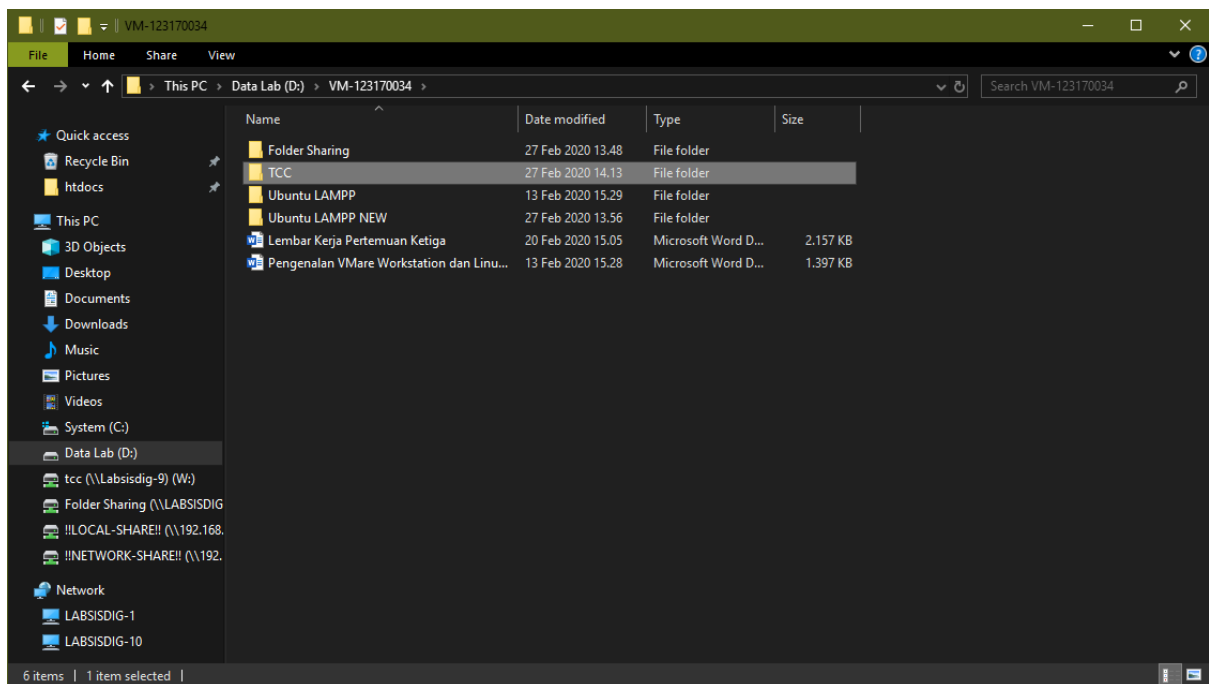 VM-123170034
File Home Share View
This PC > Data Lab (D:) > VM-123170034 >
Search VM-123170034
Name Date modified Type Size
Quick access
Recycle Bin
htdocs
This PC
3D Objects
Desktop
Documents
Downloads
Music
Pictures
Videos
System (C:)
Data Lab (D:)
tcc (\\Labsisdig-9) (W:)
Folder Sharing (\\LABSISDIG
!!LOCAL-SHARE!! (\\192.168.
!!NETWORK-SHARE!! (\\192.
Network
LABSISDIG-1
LABSISDIG-10
Folder Sharing 27 Feb 2020 13.48 File folder
TCC 27 Feb 2020 14.13 File folder
Ubuntu LAMPP 13 Feb 2020 15.29 File folder
Ubuntu LAMPP NEW 27 Feb 2020 13.56 File folder
Lembar Kerja Pertemuan Ketiga 20 Feb 2020 15.05 Microsoft Word D... 2.157 KB
Pengenalan VMare Workstation dan Linu... 13 Feb 2020 15.28 Microsoft Word D... 1.397 KB
6 items | 1 item selected |